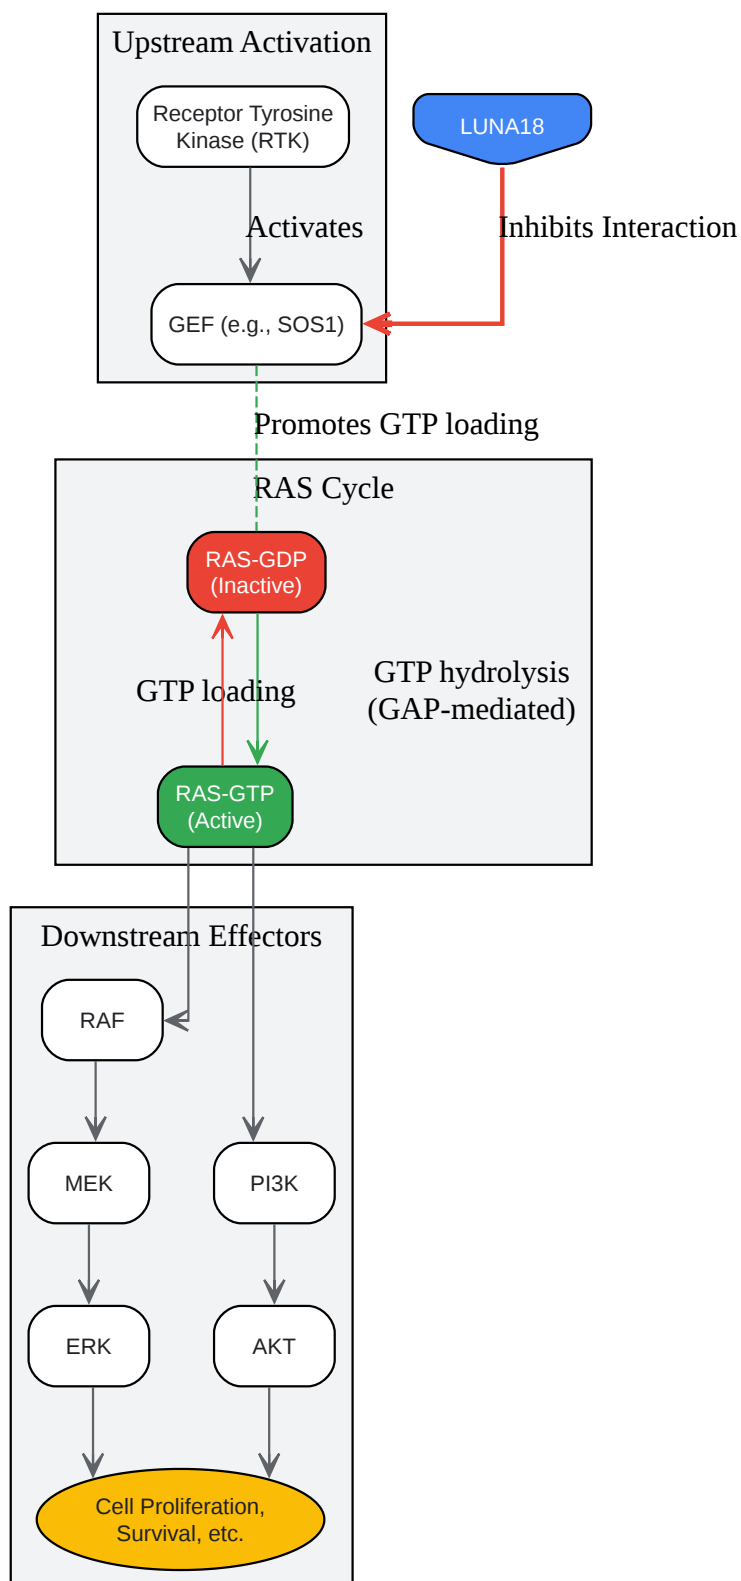 Upstream Activation
Receptor Tyrosine
Kinase (RTK)
LUNA18
Activates
Inhibits Interaction
GEF (e.g., SOS1)
Promotes GTP loading
RAS Cycle
RAS-GDP
(Inactive)
GTP loading
GTP hydrolysis
(GAP-mediated)
RAS-GTP
(Active)
Downstream Effectors
RAF
MEK
PI3K
ERK
AKT
Cell Proliferation,
Survival, etc.